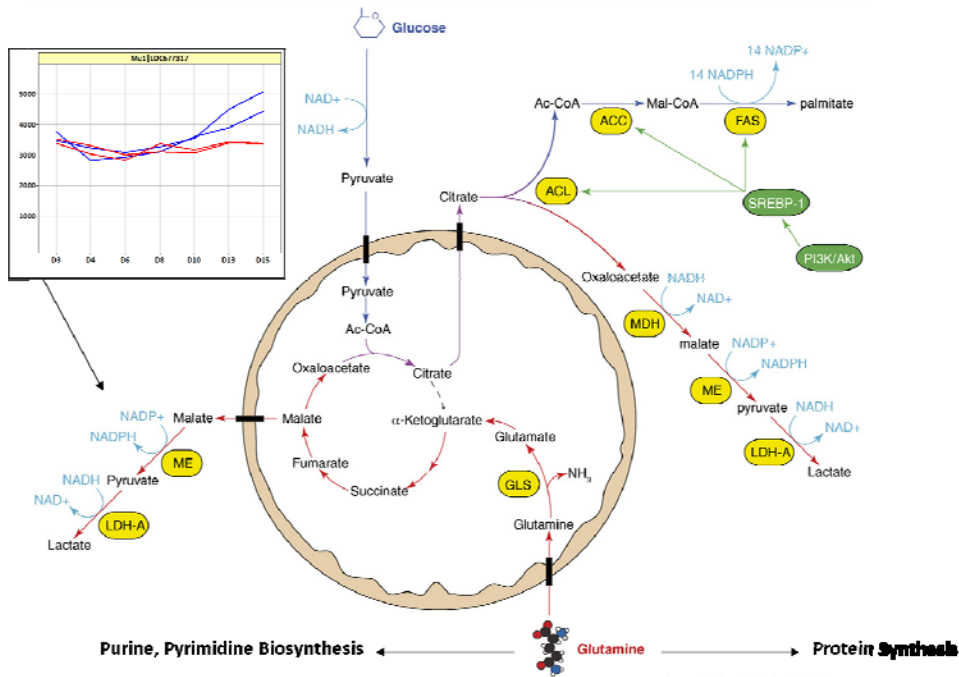 Glucose
14 NADP+
Me1|LOC677317
14 NADPH
NAD+
NADH
Ac-CoA
Mal-CoA
palmitate
ACC
FAS
5000
4000
3000
2000
1000
D3 D4 D6 D8 D10 D13 D15
Pyruvate
Citrate
ACL
SREBP-1
PI3K/Akt
Oxaloacetate
NADH
NAD+
MDH
malate
NADP+
NADPH
ME
pyruvate
NADH
NAD+
LDH-A
Lactate
Pyruvate
Ac-CoA
Oxaloacetate
Citrate
Malate
α-Ketoglutarate
Fumarate
Succinate
Glutamate
GLS
NH3
Glutamine
NADP+
Malate
NADPH
ME
Pyruvate
NADH
NAD+
LDH-A
Lactate
Purine, Pyrimidine Biosynthesis
Glutamine
Protein Synthesis